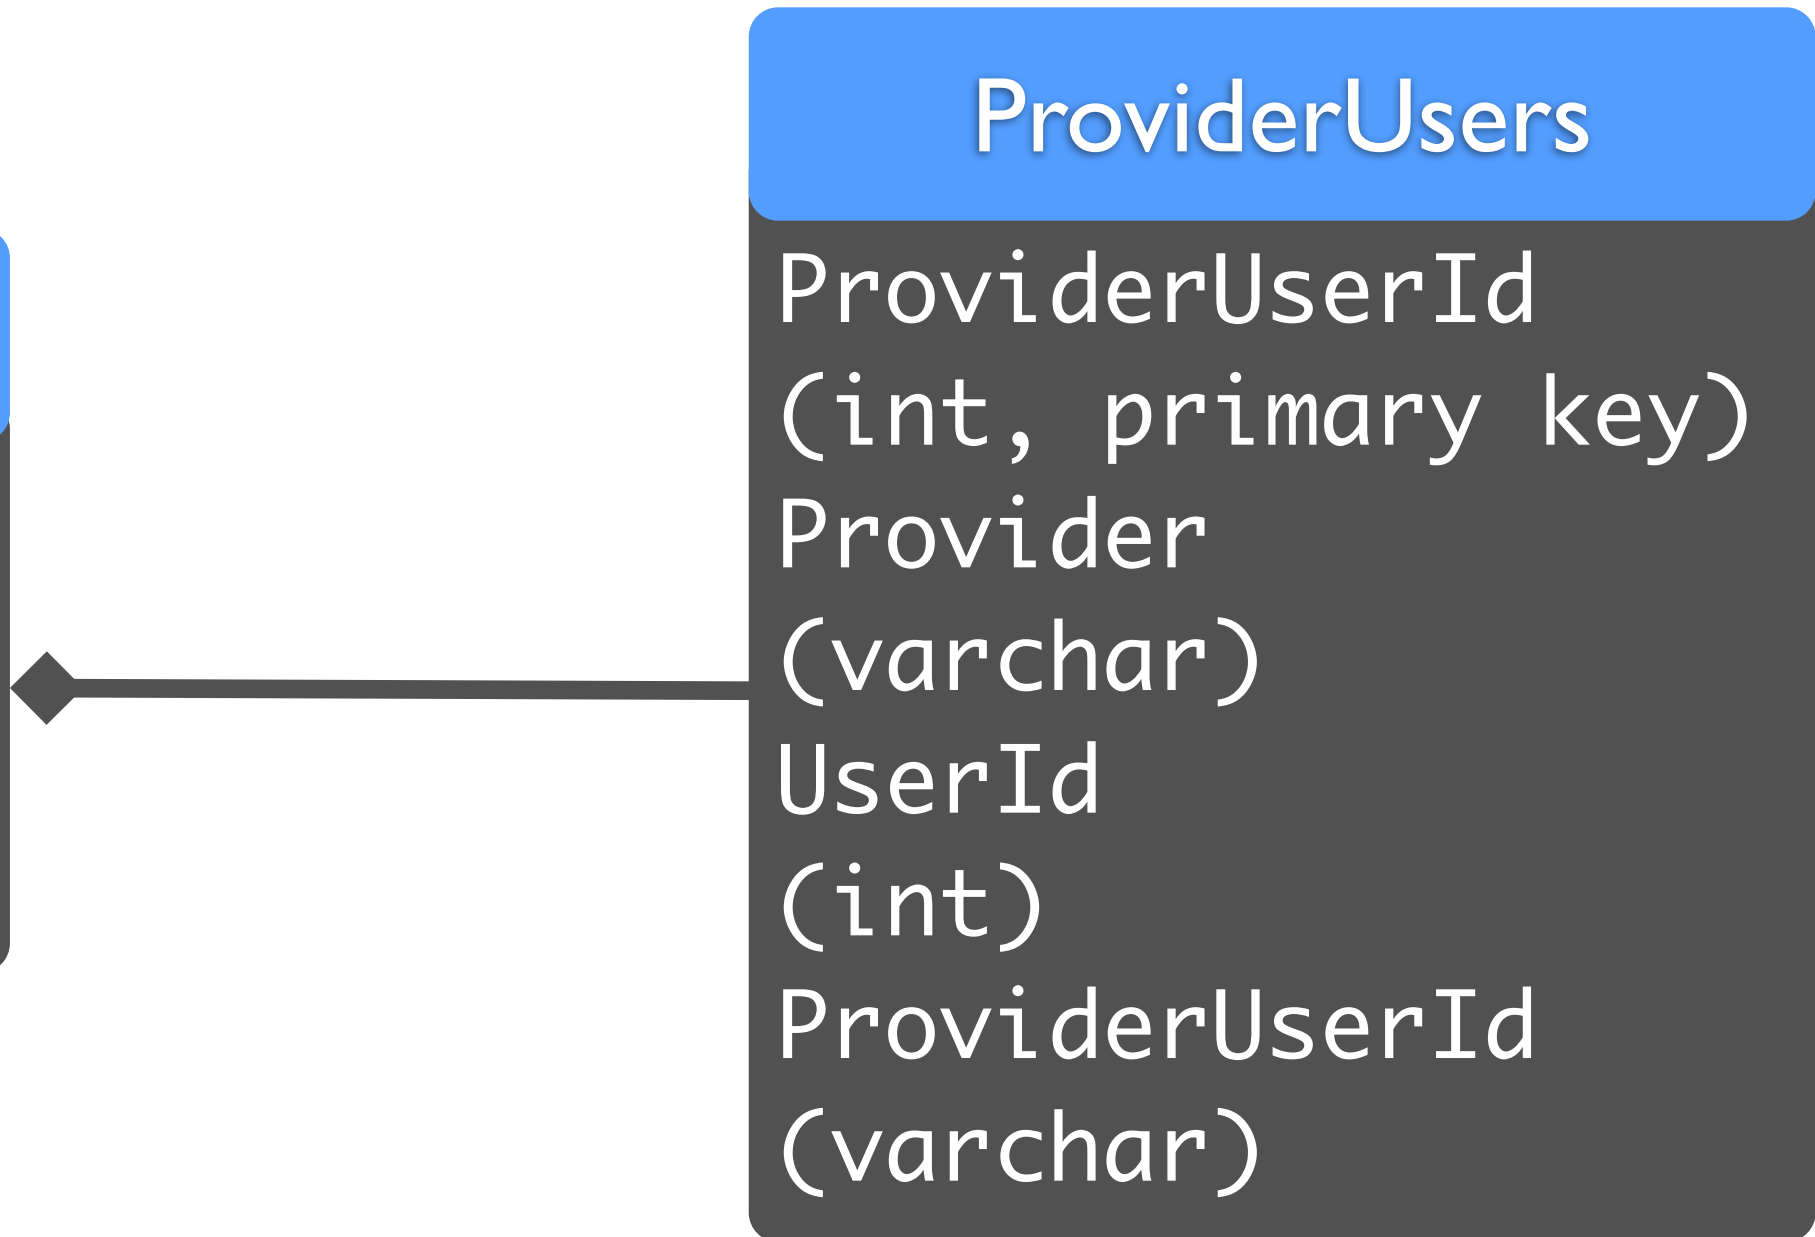 ProviderUsers
ProviderUserId
(int, primary key)
Provider
(varchar)
UserId
(int)
ProviderUserId
(varchar)